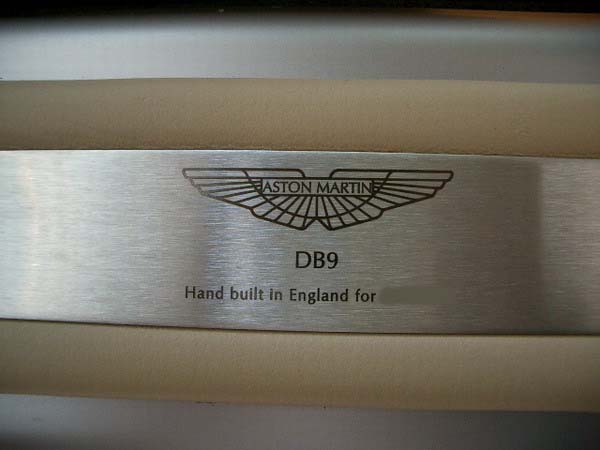 ASTON MARTIN
DB9
Hand built in England for